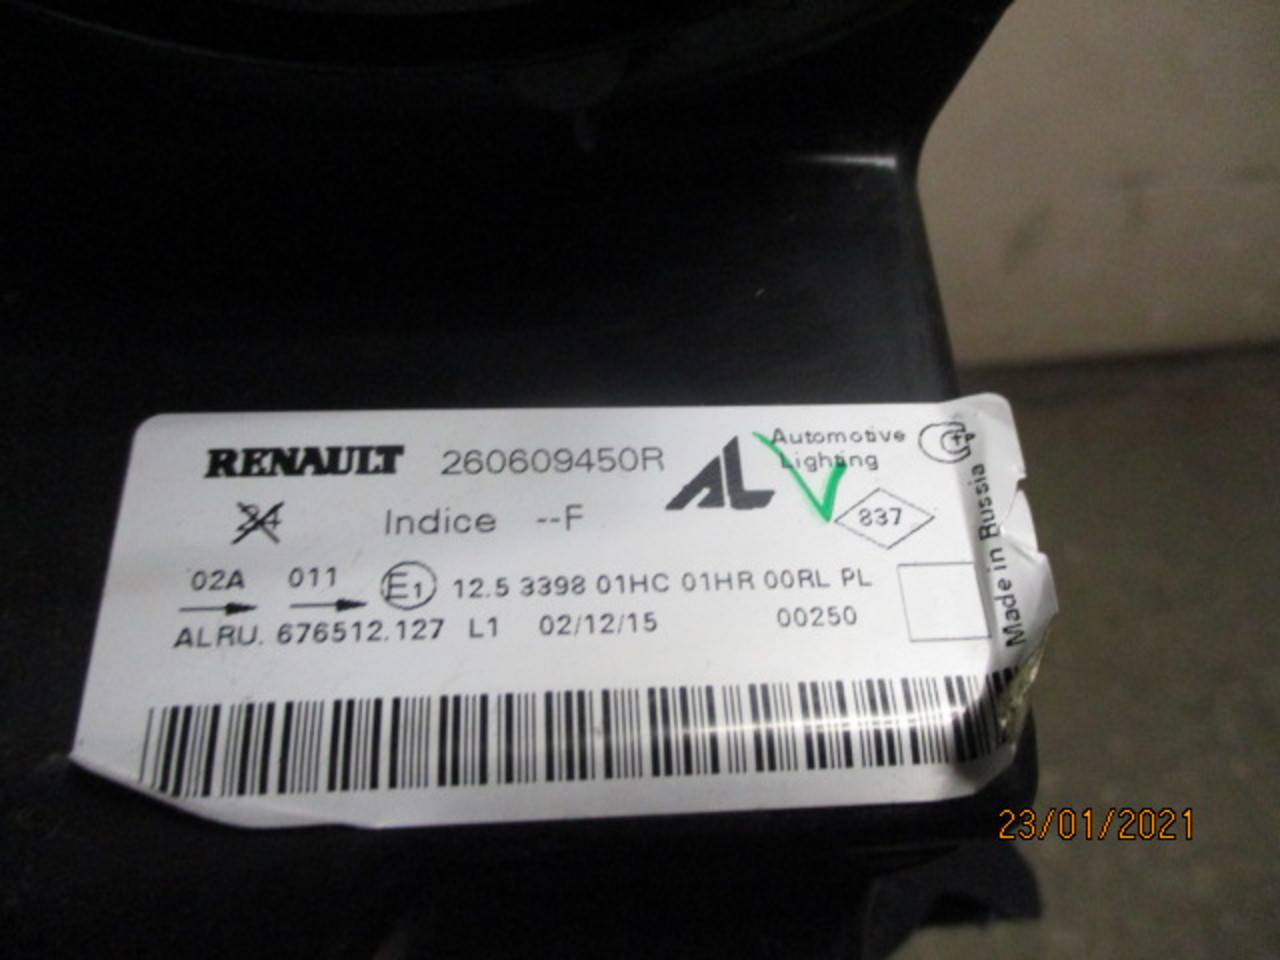 RENAULT 260609450R
AL Automotive Lighting
34 Indice --F
837
02A 011 E1 12.5 3398 01HC 01HR 00RL PL
ALRU. 676512.127 L1 02/12/15 00250
Made in Russia
23/01/2021